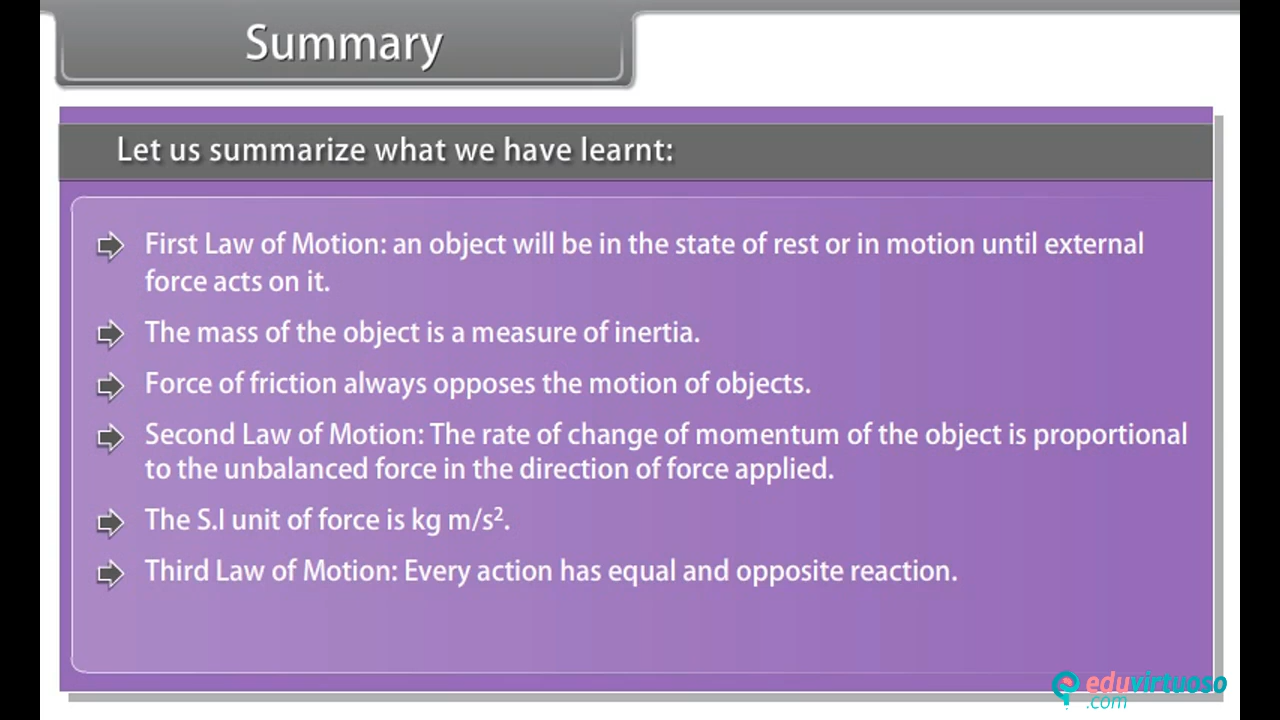 Summary
Let us summarize what we have learnt:
First Law of Motion: an object will be in the state of rest or in motion until external
force acts on it.
The mass of the object is a measure of inertia.
Force of friction always opposes the motion of objects.
Second Law of Motion: The rate of change of momentum of the object is proportional
to the unbalanced force in the direction of force applied.
The S.I unit of force is kg m/s².
Third Law of Motion: Every action has equal and opposite reaction.
eduvirtuoso
.com